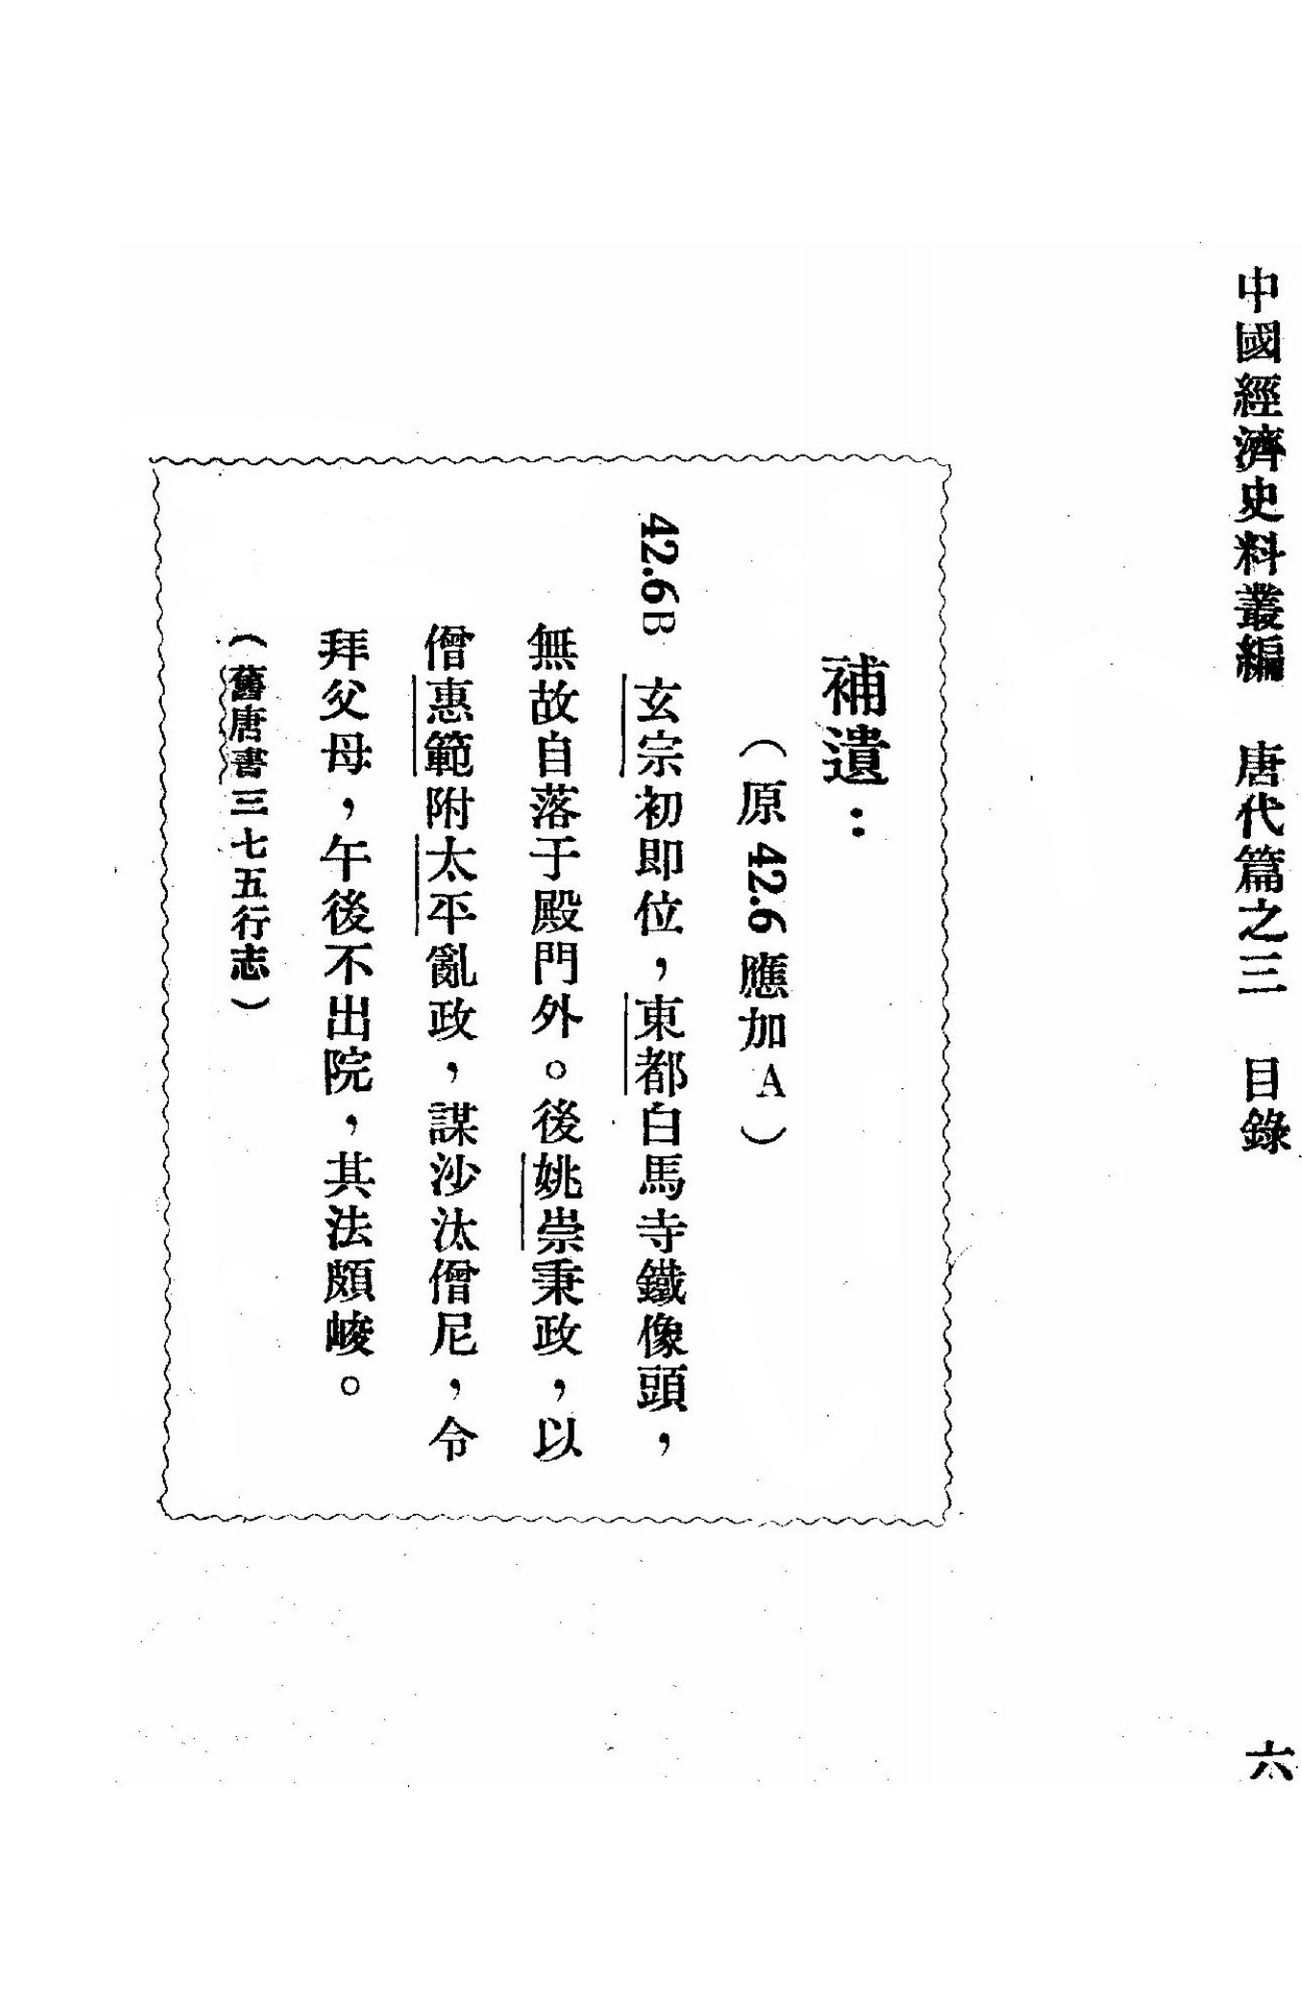 中國經濟史料叢編　唐代篇之三　目錄　六
補遺：
（原42.6應加A）
42.6B　玄宗初即位，東都白馬寺鐵像頭，
無故自落于殿門外。後姚崇秉政，以
僧惠範附太平亂政，謀沙汰僧尼，令
拜父母，午後不出院，其法頗峻。
（舊唐書三七五行志）